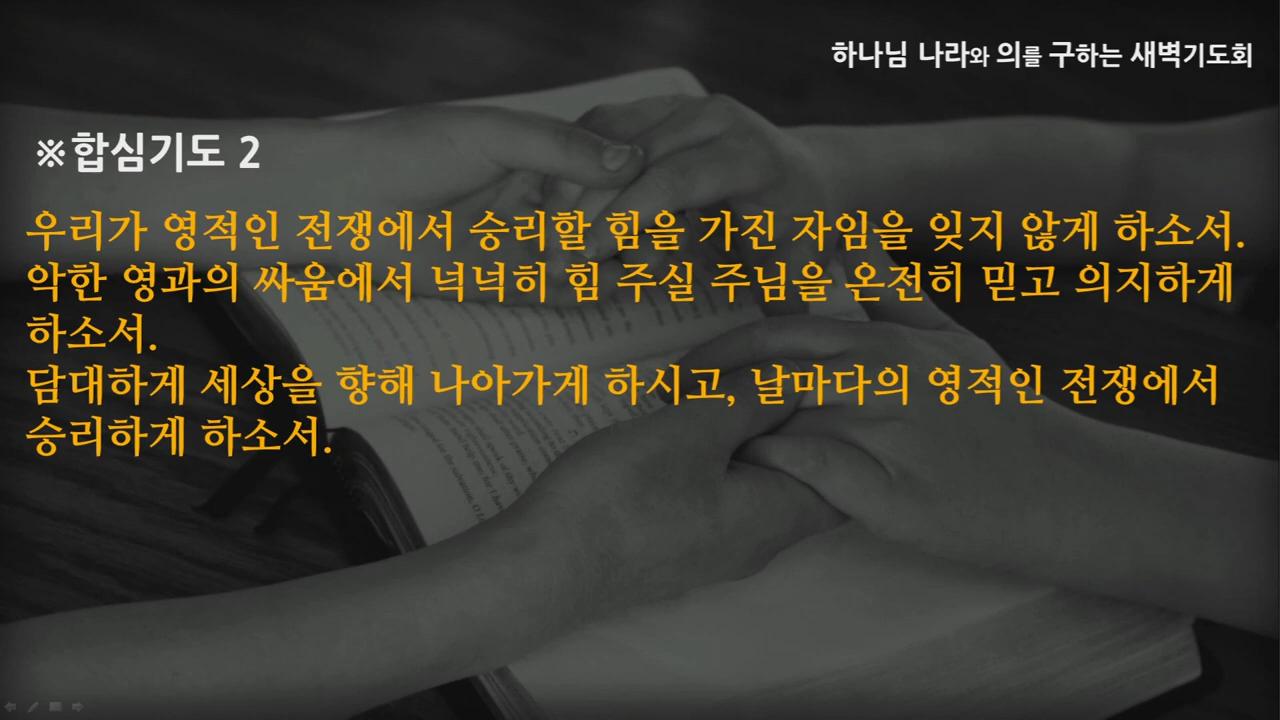 하나님 나라와 의를 구하는 새벽기도회
※합심기도 2
우리가 영적인 전쟁에서 승리할 힘을 가진 자임을 잊지 않게 하소서.
악한 영과의 싸움에서 넉넉히 힘 주실 주님을 온전히 믿고 의지하게
하소서.
담대하게 세상을 향해 나아가게 하시고, 날마다의 영적인 전쟁에서
승리하게 하소서.